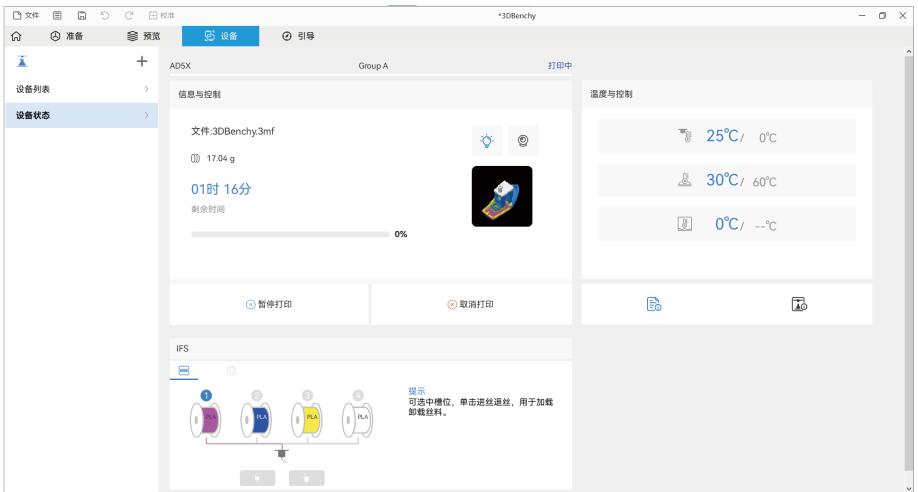 文件
校准
*3DBenchy
准备
预览
设备
引导
设备列表
设备状态
AD5X
Group A
打印中
信息与控制
文件:3DBenchy.3mf
17.04 g
01时 16分
剩余时间
0%
暂停打印
取消打印
温度与控制
25℃/ 0℃
30℃/ 60℃
0℃/ --℃
IFS
1 2 3 4
PLA PLA PLA PLA
提示
可选中槽位，单击进丝退丝，用于加载
卸载丝料。